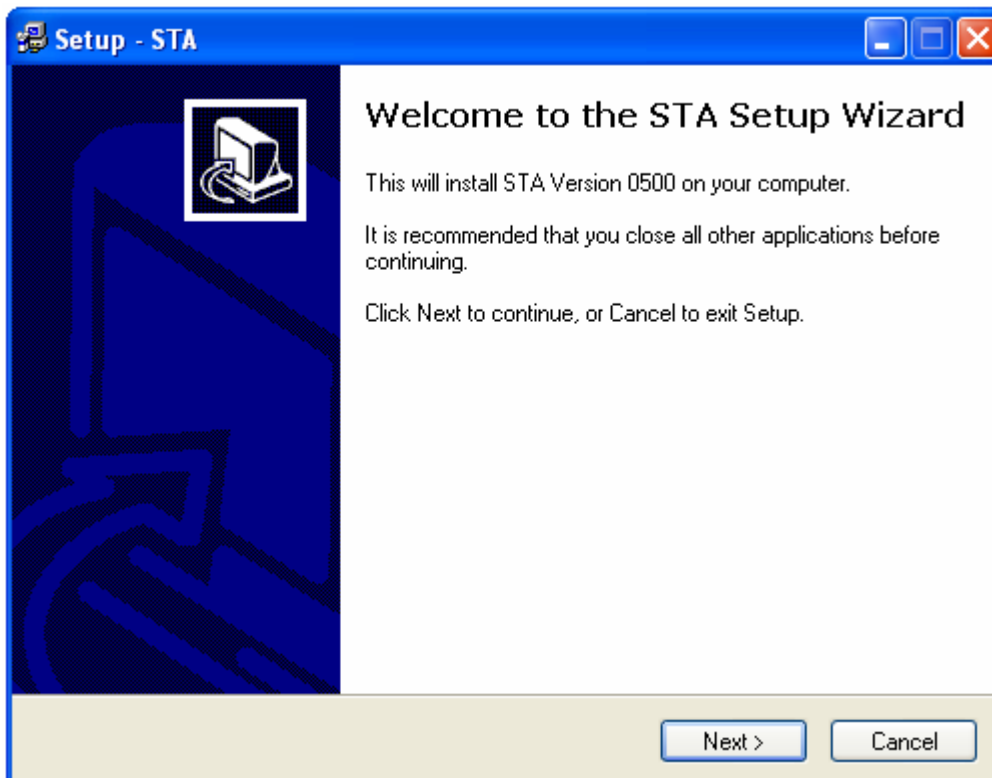 Setup - STA
Welcome to the STA Setup Wizard
This will install STA Version 0500 on your computer.
It is recommended that you close all other applications before
continuing.
Click Next to continue, or Cancel to exit Setup.
Next >
Cancel